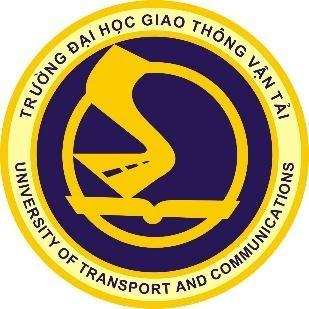 TRƯỜNG ĐẠI HỌC GIAO THÔNG VẬN TẢI
UNIVERSITY OF TRANSPORT AND COMMUNICATIONS